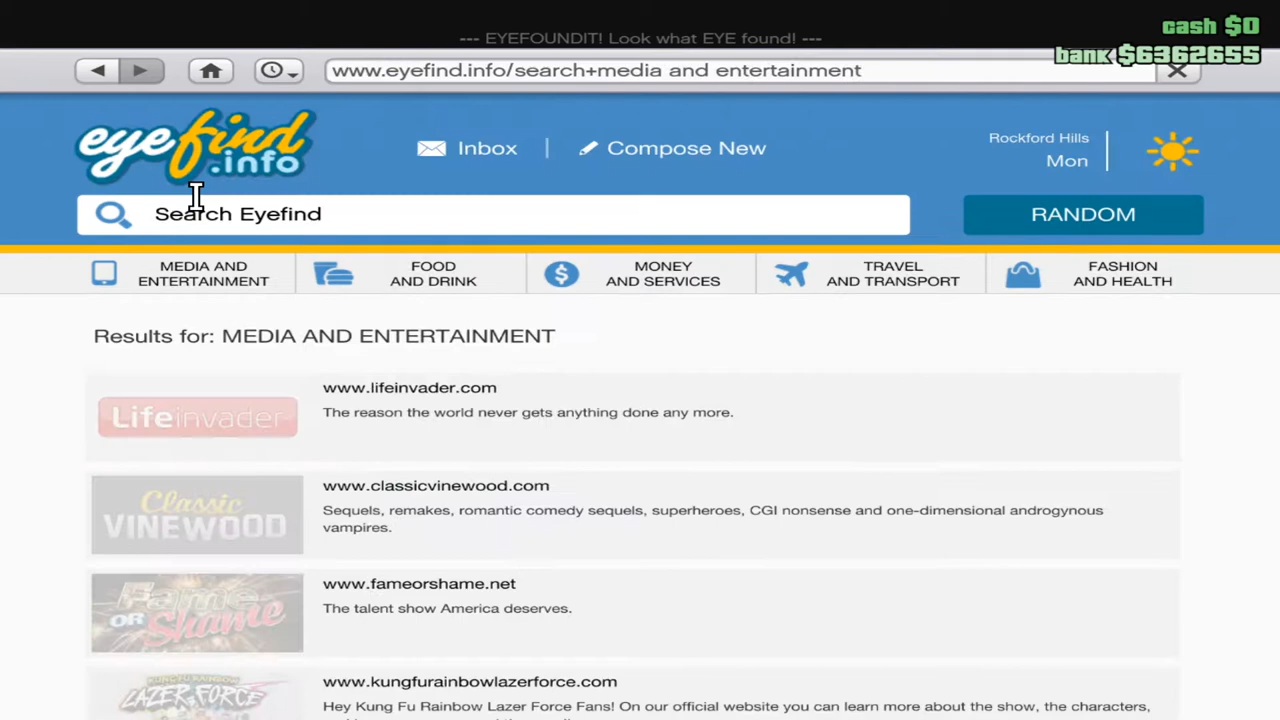 cash $0
--- EYEFOUNDIT! Look what EYE found! ---
bank $6362655
www.eyefind.info/search+media and entertainment
eyefind
.info
Inbox
Compose New
Rockford Hills
Mon
Search Eyefind
RANDOM
MEDIA AND
ENTERTAINMENT
FOOD
AND DRINK
MONEY
AND SERVICES
TRAVEL
AND TRANSPORT
FASHION
AND HEALTH
Results for: MEDIA AND ENTERTAINMENT
Lifeinvader
www.lifeinvader.com
The reason the world never gets anything done any more.
Classic
VINEWOOD
www.classicvinewood.com
Sequels, remakes, romantic comedy sequels, superheroes, CGI nonsense and one-dimensional androgynous
vampires.
Fame
OR Shame
www.fameorshame.net
The talent show America deserves.
KUNG FU RAINBOW
LAZER FORCE
www.kungfurainbowlazerforce.com
Hey Kung Fu Rainbow Lazer Force Fans! On our official website you can learn more about the show, the characters,